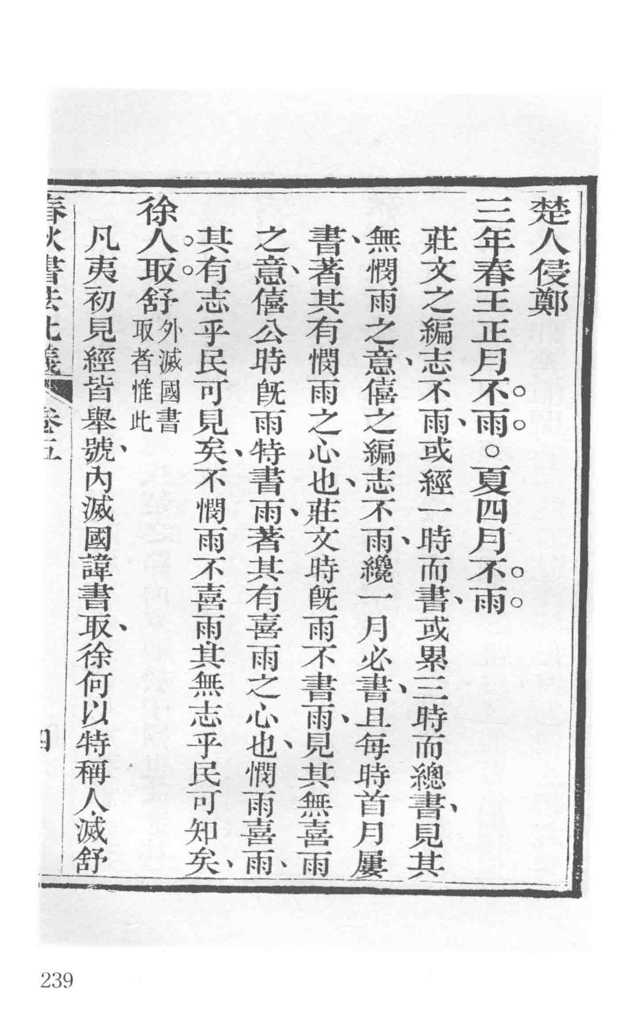 楚人侵鄭
三年春王正月不雨。夏四月不雨
莊文之編志不雨、或經一時而書、或累三時而總書、見其
無憫雨之意、僖之編志不雨、纔一月必書、且每時首月屢
書、著其有憫雨之心也、莊文時旣雨不書雨、見其無喜雨
之意、僖公時旣雨特書雨、著其有喜雨之心也、憫雨喜雨、
其有志乎民可見矣、不憫雨不喜雨、其無志乎民可知矣、
徐人取舒
外滅國書
取者惟此
凡夷初見經皆舉號、內滅國諱書取、徐何以特稱人、滅舒
春秋書法比義
卷五
四
239